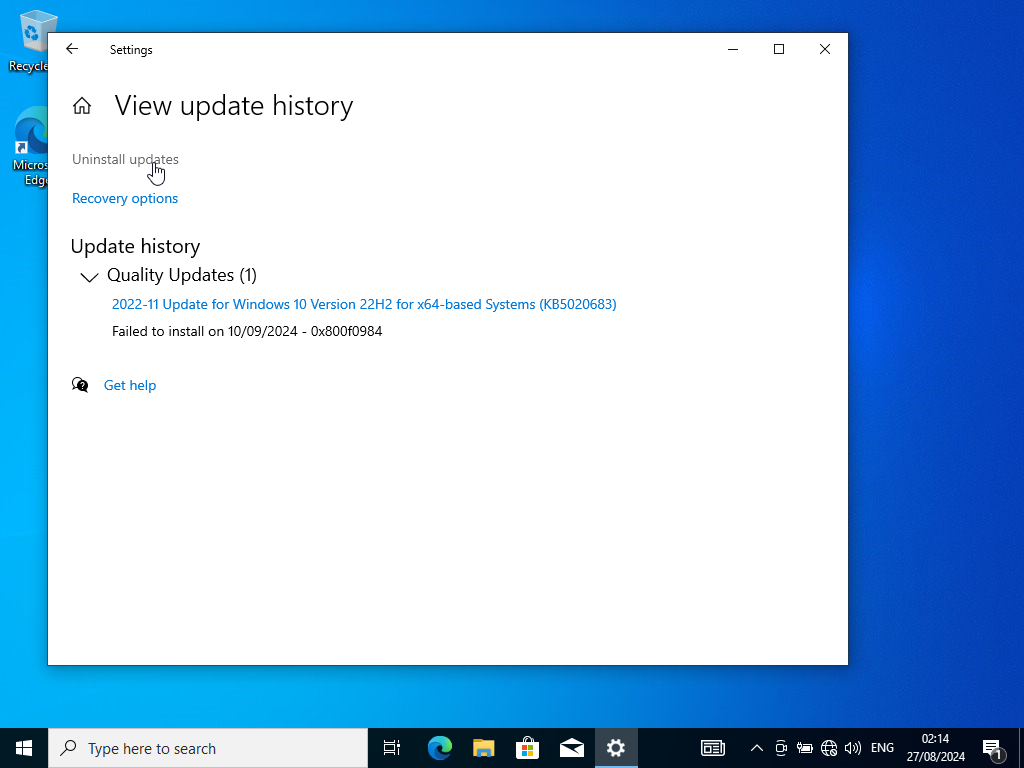 Recycle
Micros
Edge
Settings
View update history
Uninstall updates
Recovery options
Update history
Quality Updates (1)
2022-11 Update for Windows 10 Version 22H2 for x64-based Systems (KB5020683)
Failed to install on 10/09/2024 - 0x800f0984
Get help
Type here to search
ENG
02:14
27/08/2024
1